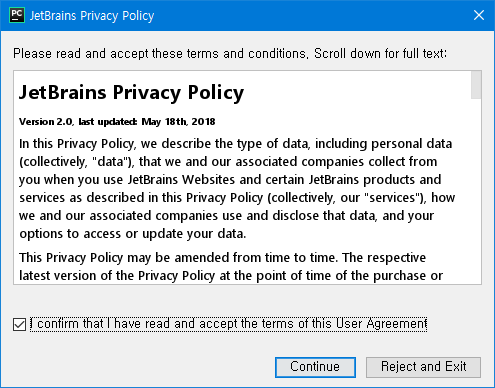 PC JetBrains Privacy Policy
Please read and accept these terms and conditions. Scroll down for full text:
JetBrains Privacy Policy
Version 2.0, last updated: May 18th, 2018
In this Privacy Policy, we describe the type of data, including personal data
(collectively, "data"), that we and our associated companies collect from
you when you use JetBrains Websites and certain JetBrains products and
services as described in this Privacy Policy (collectively, our "services"), how
we and our associated companies use and disclose that data, and your
options to access or update your data.
This Privacy Policy may be amended from time to time. The respective
latest version of the Privacy Policy at the point of time of the purchase or
I confirm that I have read and accept the terms of this User Agreement
Continue Reject and Exit